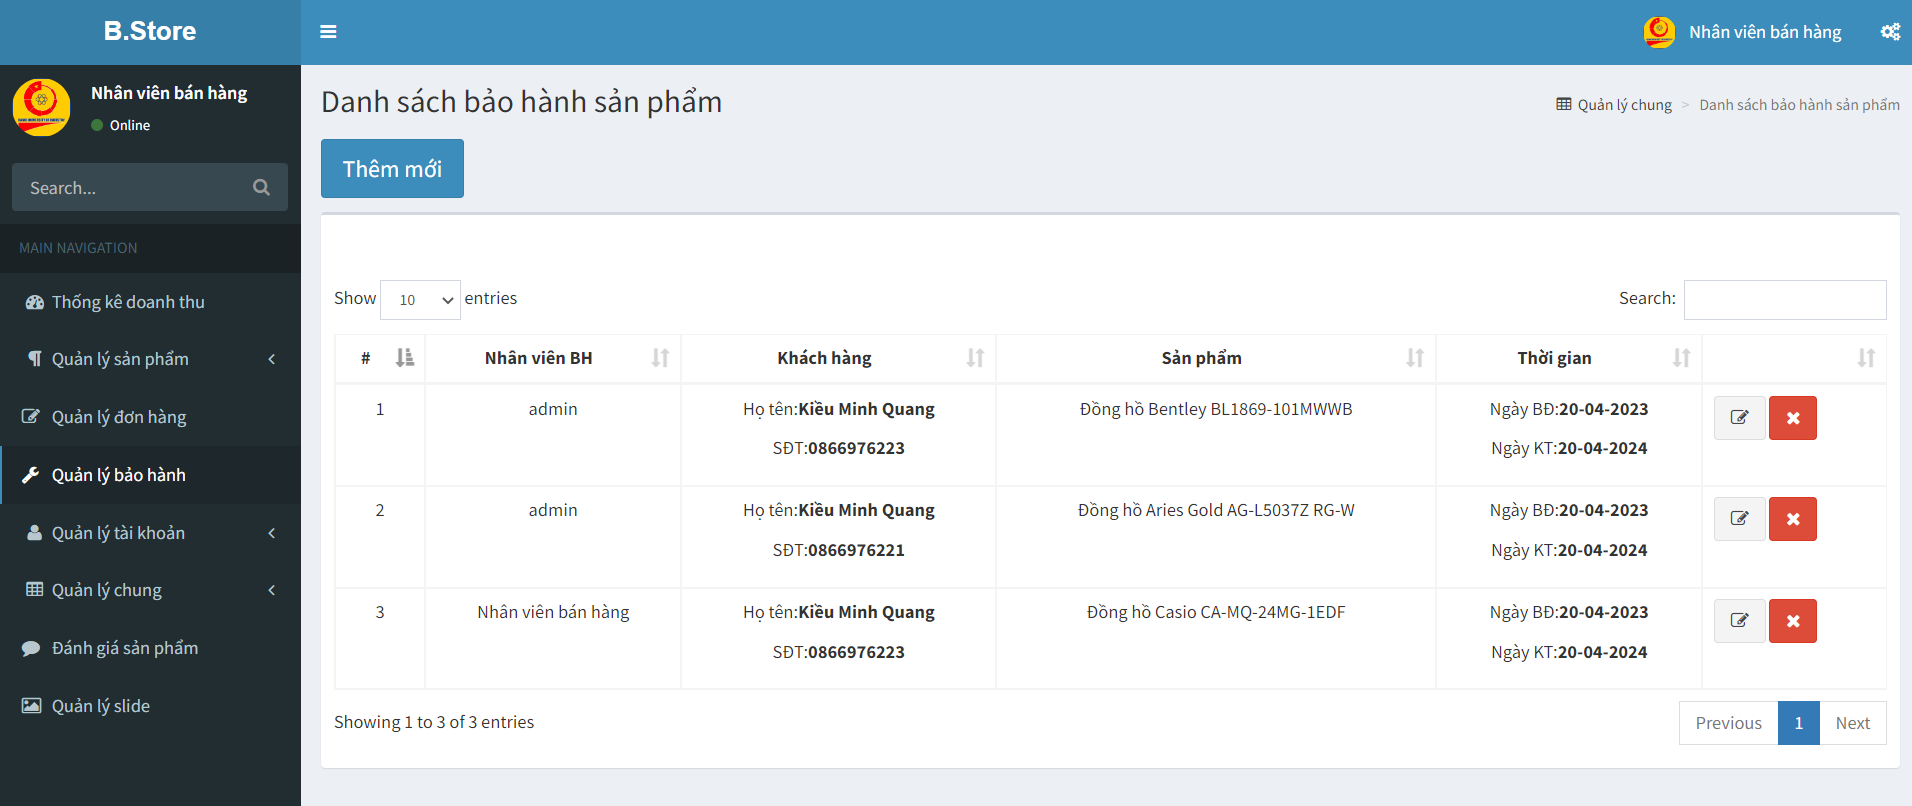 B.Store
Nhân viên bán hàng
Nhân viên bán hàng
Online
Search...
MAIN NAVIGATION
Thống kê doanh thu
Quản lý sản phẩm
Quản lý đơn hàng
Quản lý bảo hành
Quản lý tài khoản
Quản lý chung
Đánh giá sản phẩm
Quản lý slide
Danh sách bảo hành sản phẩm
Quản lý chung > Danh sách bảo hành sản phẩm
Thêm mới
Show 10 entries
Search:
# Nhân viên BH Khách hàng Sản phẩm Thời gian
1 admin Họ tên:Kiều Minh Quang Đồng hồ Bentley BL1869-101MWWB Ngày BĐ:20-04-2023
SĐT:0866976223 Ngày KT:20-04-2024
2 admin Họ tên:Kiều Minh Quang Đồng hồ Aries Gold AG-L5037Z RG-W Ngày BĐ:20-04-2023
SĐT:0866976221 Ngày KT:20-04-2024
3 Nhân viên bán hàng Họ tên:Kiều Minh Quang Đồng hồ Casio CA-MQ-24MG-1EDF Ngày BĐ:20-04-2023
SĐT:0866976223 Ngày KT:20-04-2024
Showing 1 to 3 of 3 entries
Previous 1 Next